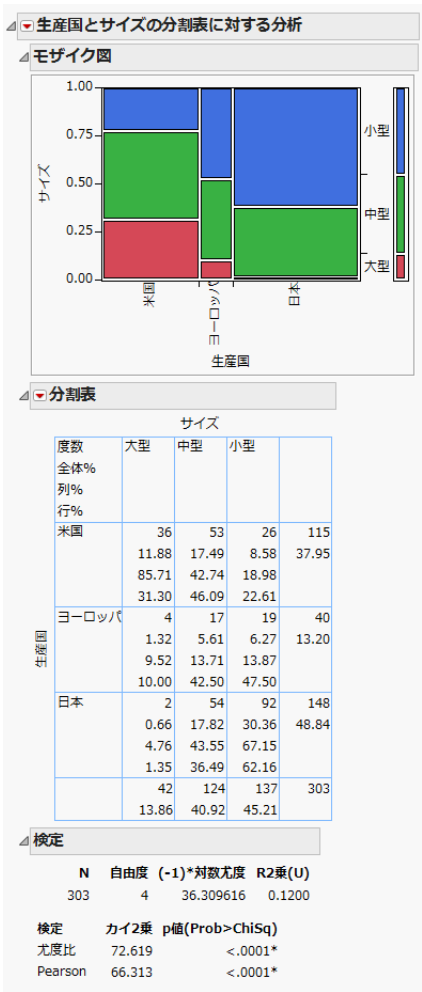 生産国とサイズの分割表に対する分析
モザイク図
1.00
0.75
0.50
0.25
0.00
サイズ
小型
中型
大型
米国
ヨーロッパ
日本
生産国
分割表
サイズ
度数 大型 中型 小型
全体%
列%
行%
生産国
米国 36 53 26 115
11.88 17.49 8.58 37.95
85.71 42.74 18.98
31.30 46.09 22.61
ヨーロッパ 4 17 19 40
1.32 5.61 6.27 13.20
9.52 13.71 13.87
10.00 42.50 47.50
日本 2 54 92 148
0.66 17.82 30.36 48.84
4.76 43.55 67.15
1.35 36.49 62.16
42 124 137 303
13.86 40.92 45.21
検定
N 自由度 (-1)*対数尤度 R2乗(U)
303 4 36.309616 0.1200
検定 カイ2乗 p値(Prob>ChiSq)
尤度比 72.619 <.0001*
Pearson 66.313 <.0001*